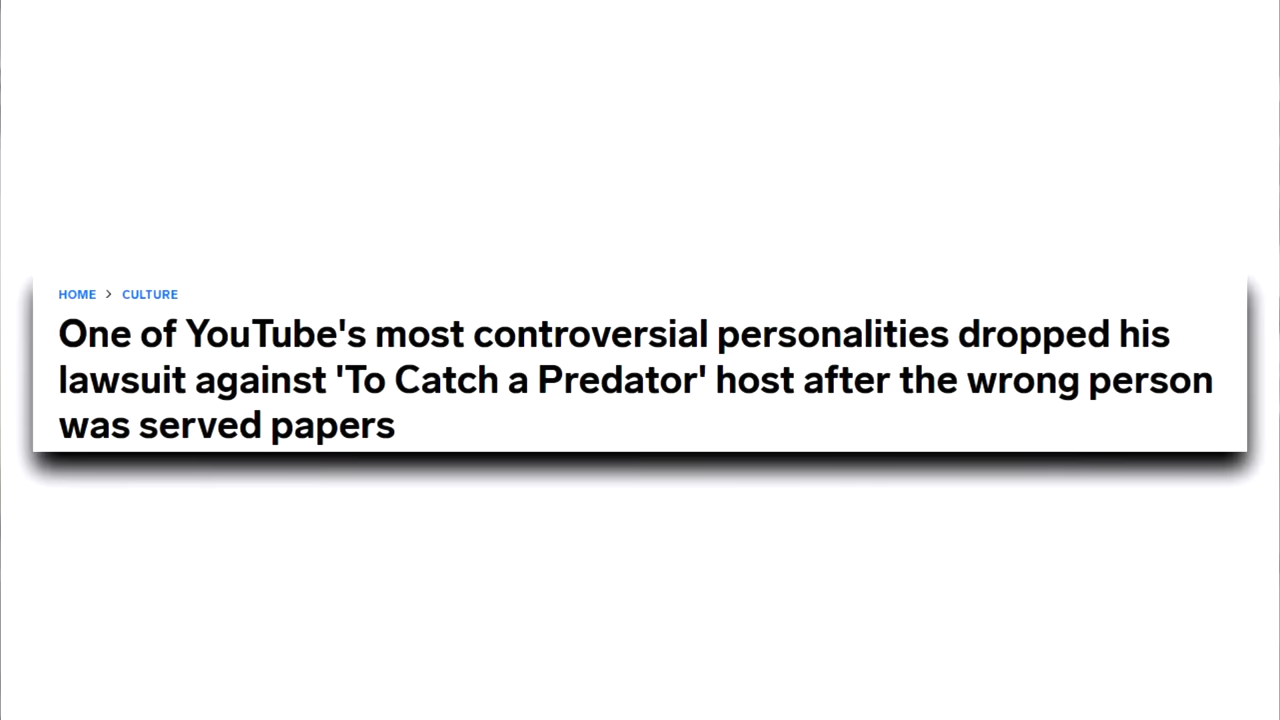 HOME > CULTURE
One of YouTube's most controversial personalities dropped his
lawsuit against 'To Catch a Predator' host after the wrong person
was served papers